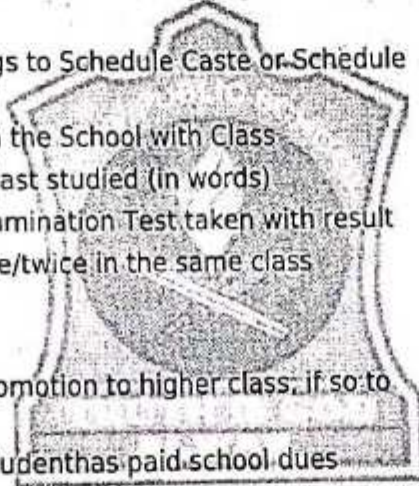 gs to Schedule Caste or Schedule
the School with Class
ast studied (in words)
amination Test taken with result
e/twice in the same class
omotion to higher class; if so to
udenthas paid school dues